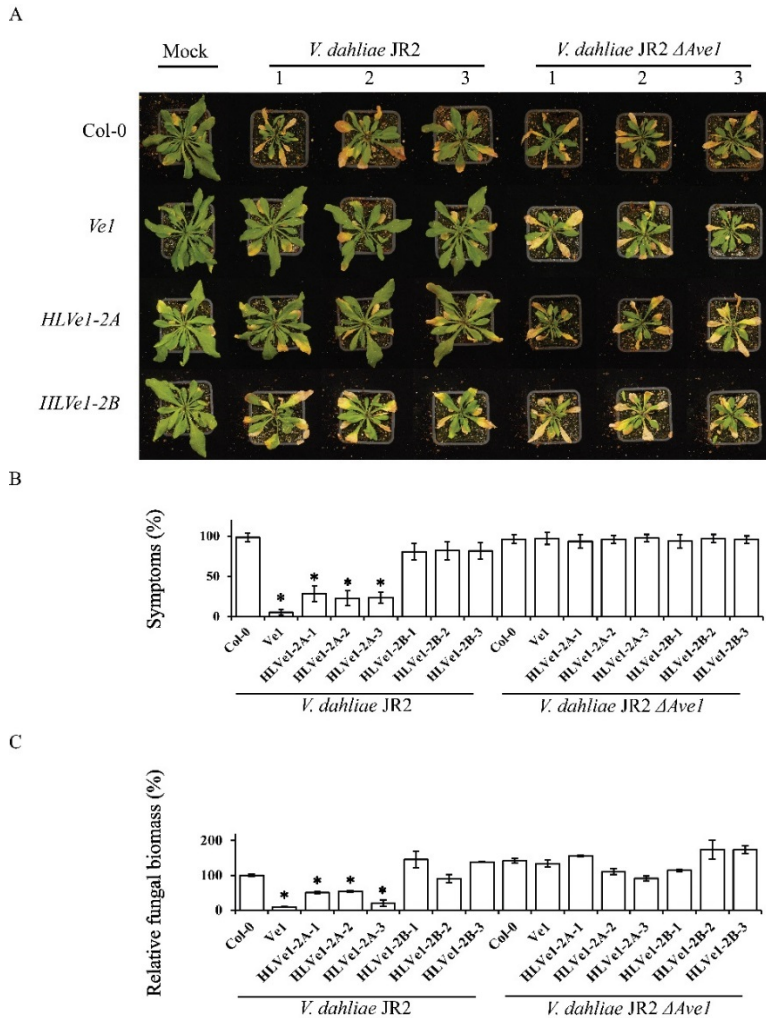 A
Mock V. dahliae JR2 V. dahliae JR2 ΔAve1
1 2 3 1 2 3
Col-0
Ve1
HLVe1-2A
HLVe1-2B
B
Symptoms (%)
100
50
0
Col-0 Ve1 HLVe1-2A-1 HLVe1-2A-2 HLVe1-2A-3 HLVe1-2B-1 HLVe1-2B-2 HLVe1-2B-3 Col-0 Ve1 HLVe1-2A-1 HLVe1-2A-2 HLVe1-2A-3 HLVe1-2B-1 HLVe1-2B-2 HLVe1-2B-3
* * * *
V. dahliae JR2 V. dahliae JR2 ΔAve1
C
Relative fungal biomass (%)
200
100
0
* * * *
Col-0 Ve1 HLVe1-2A-1 HLVe1-2A-2 HLVe1-2A-3 HLVe1-2B-1 HLVe1-2B-2 HLVe1-2B-3 Col-0 Ve1 HLVe1-2A-1 HLVe1-2A-2 HLVe1-2A-3 HLVe1-2B-1 HLVe1-2B-2 HLVe1-2B-3
V. dahliae JR2 V. dahliae JR2 ΔAve1